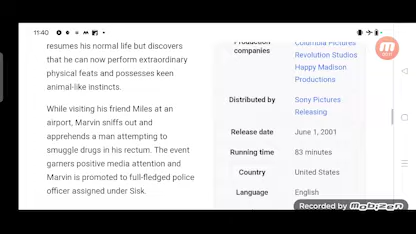 11:40
resumes his normal life but discovers
that he can now perform extraordinary
physical feats and possesses keen
animal-like instincts.
While visiting his friend Miles at an
airport, Marvin sniffs out and
apprehends a man attempting to
smuggle drugs in his rectum. The event
garners positive media attention and
Marvin is promoted to full-fledged police
officer assigned under Sisk.
Production
companies
Columbia Pictures
Revolution Studios
Happy Madison
Productions
Distributed by
Sony Pictures
Releasing
Release date
June 1, 2001
Running time
83 minutes
Country
United States
Language
English
Recorded by mobizen